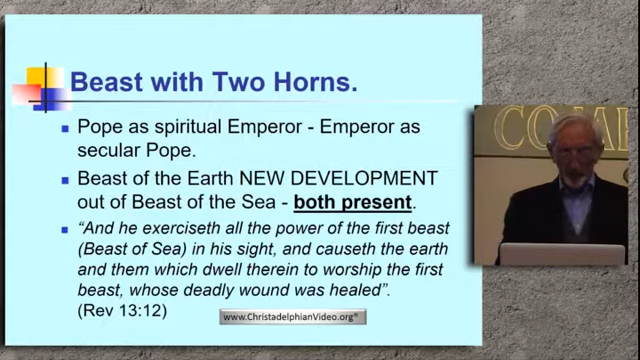 Beast with Two Horns.
Pope as spiritual Emperor - Emperor as
secular Pope.
Beast of the Earth NEW DEVELOPMENT
out of Beast of the Sea - both present.
“And he exerciseth all the power of the first beast
(Beast of Sea) in his sight, and causeth the earth
and them which dwell therein to worship the first
beast, whose deadly wound was healed”.
(Rev 13:12)
www.ChristadelphianVideo.org®